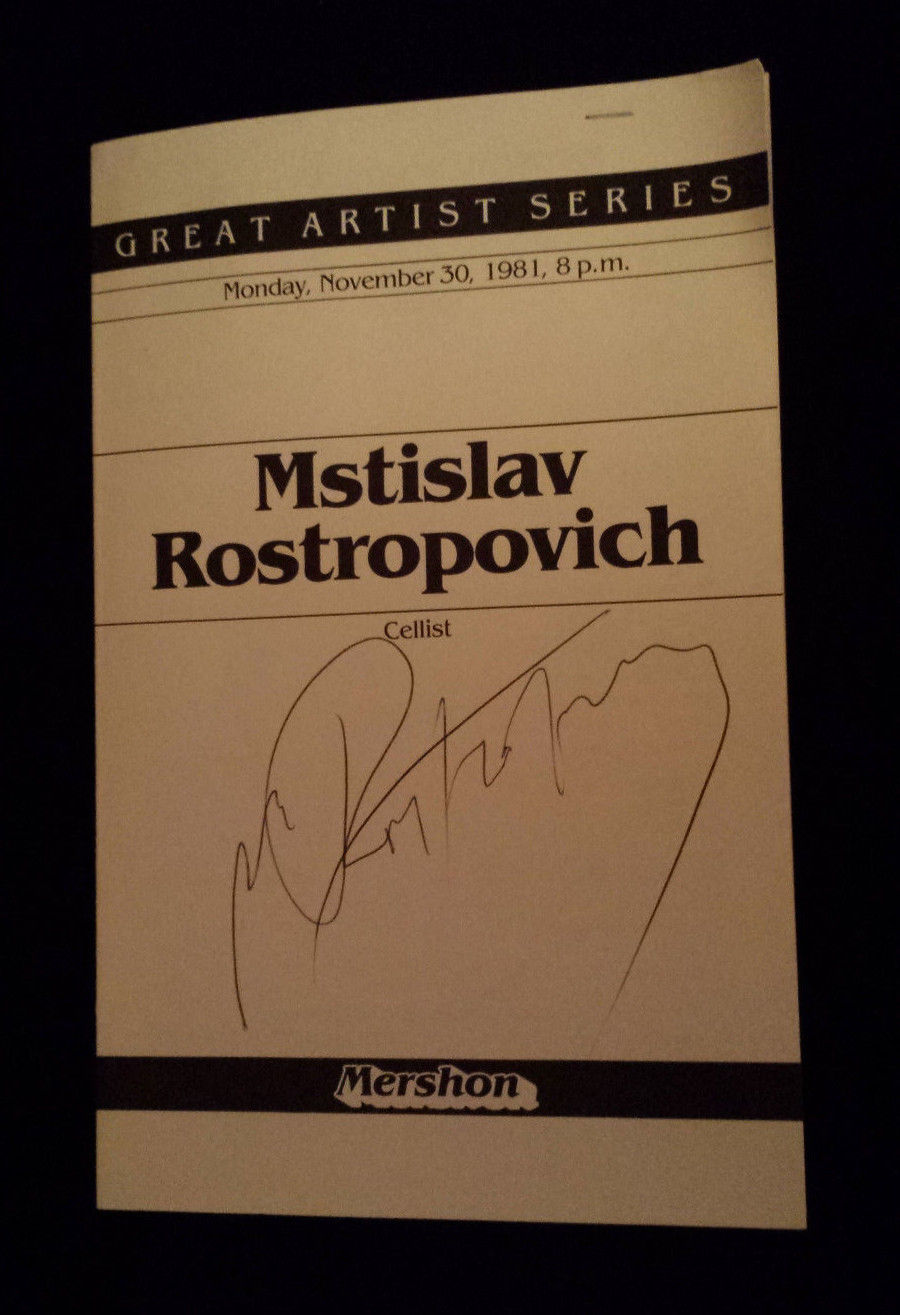 GREAT ARTIST SERIES
Monday, November 30, 1981, 8 p.m.
Mstislav
Rostropovich
Cellist
Mershon